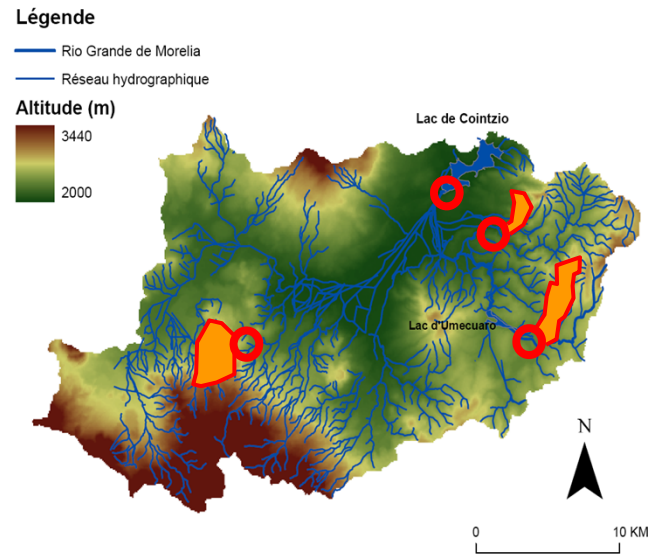 Légende
Rio Grande de Morelia
Réseau hydrographique
Altitude (m)
3440
2000
Lac de Cointzio
Lac d'Umecuaro
N
0 10 KM